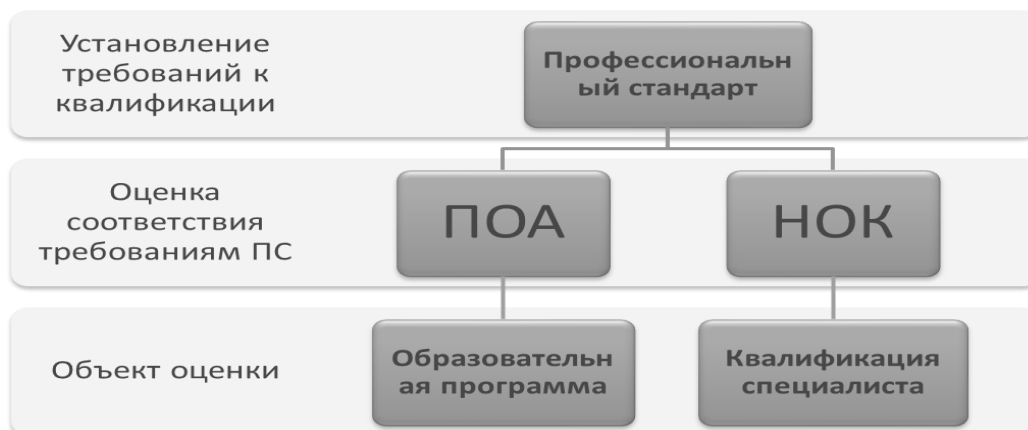 Установление
требований к
квалификации
Профессиональн
ый стандарт
Оценка
соответствия
требованиям ПС
ПОА
НОК
Объект оценки
Образовательн
ая программа
Квалификация
специалиста